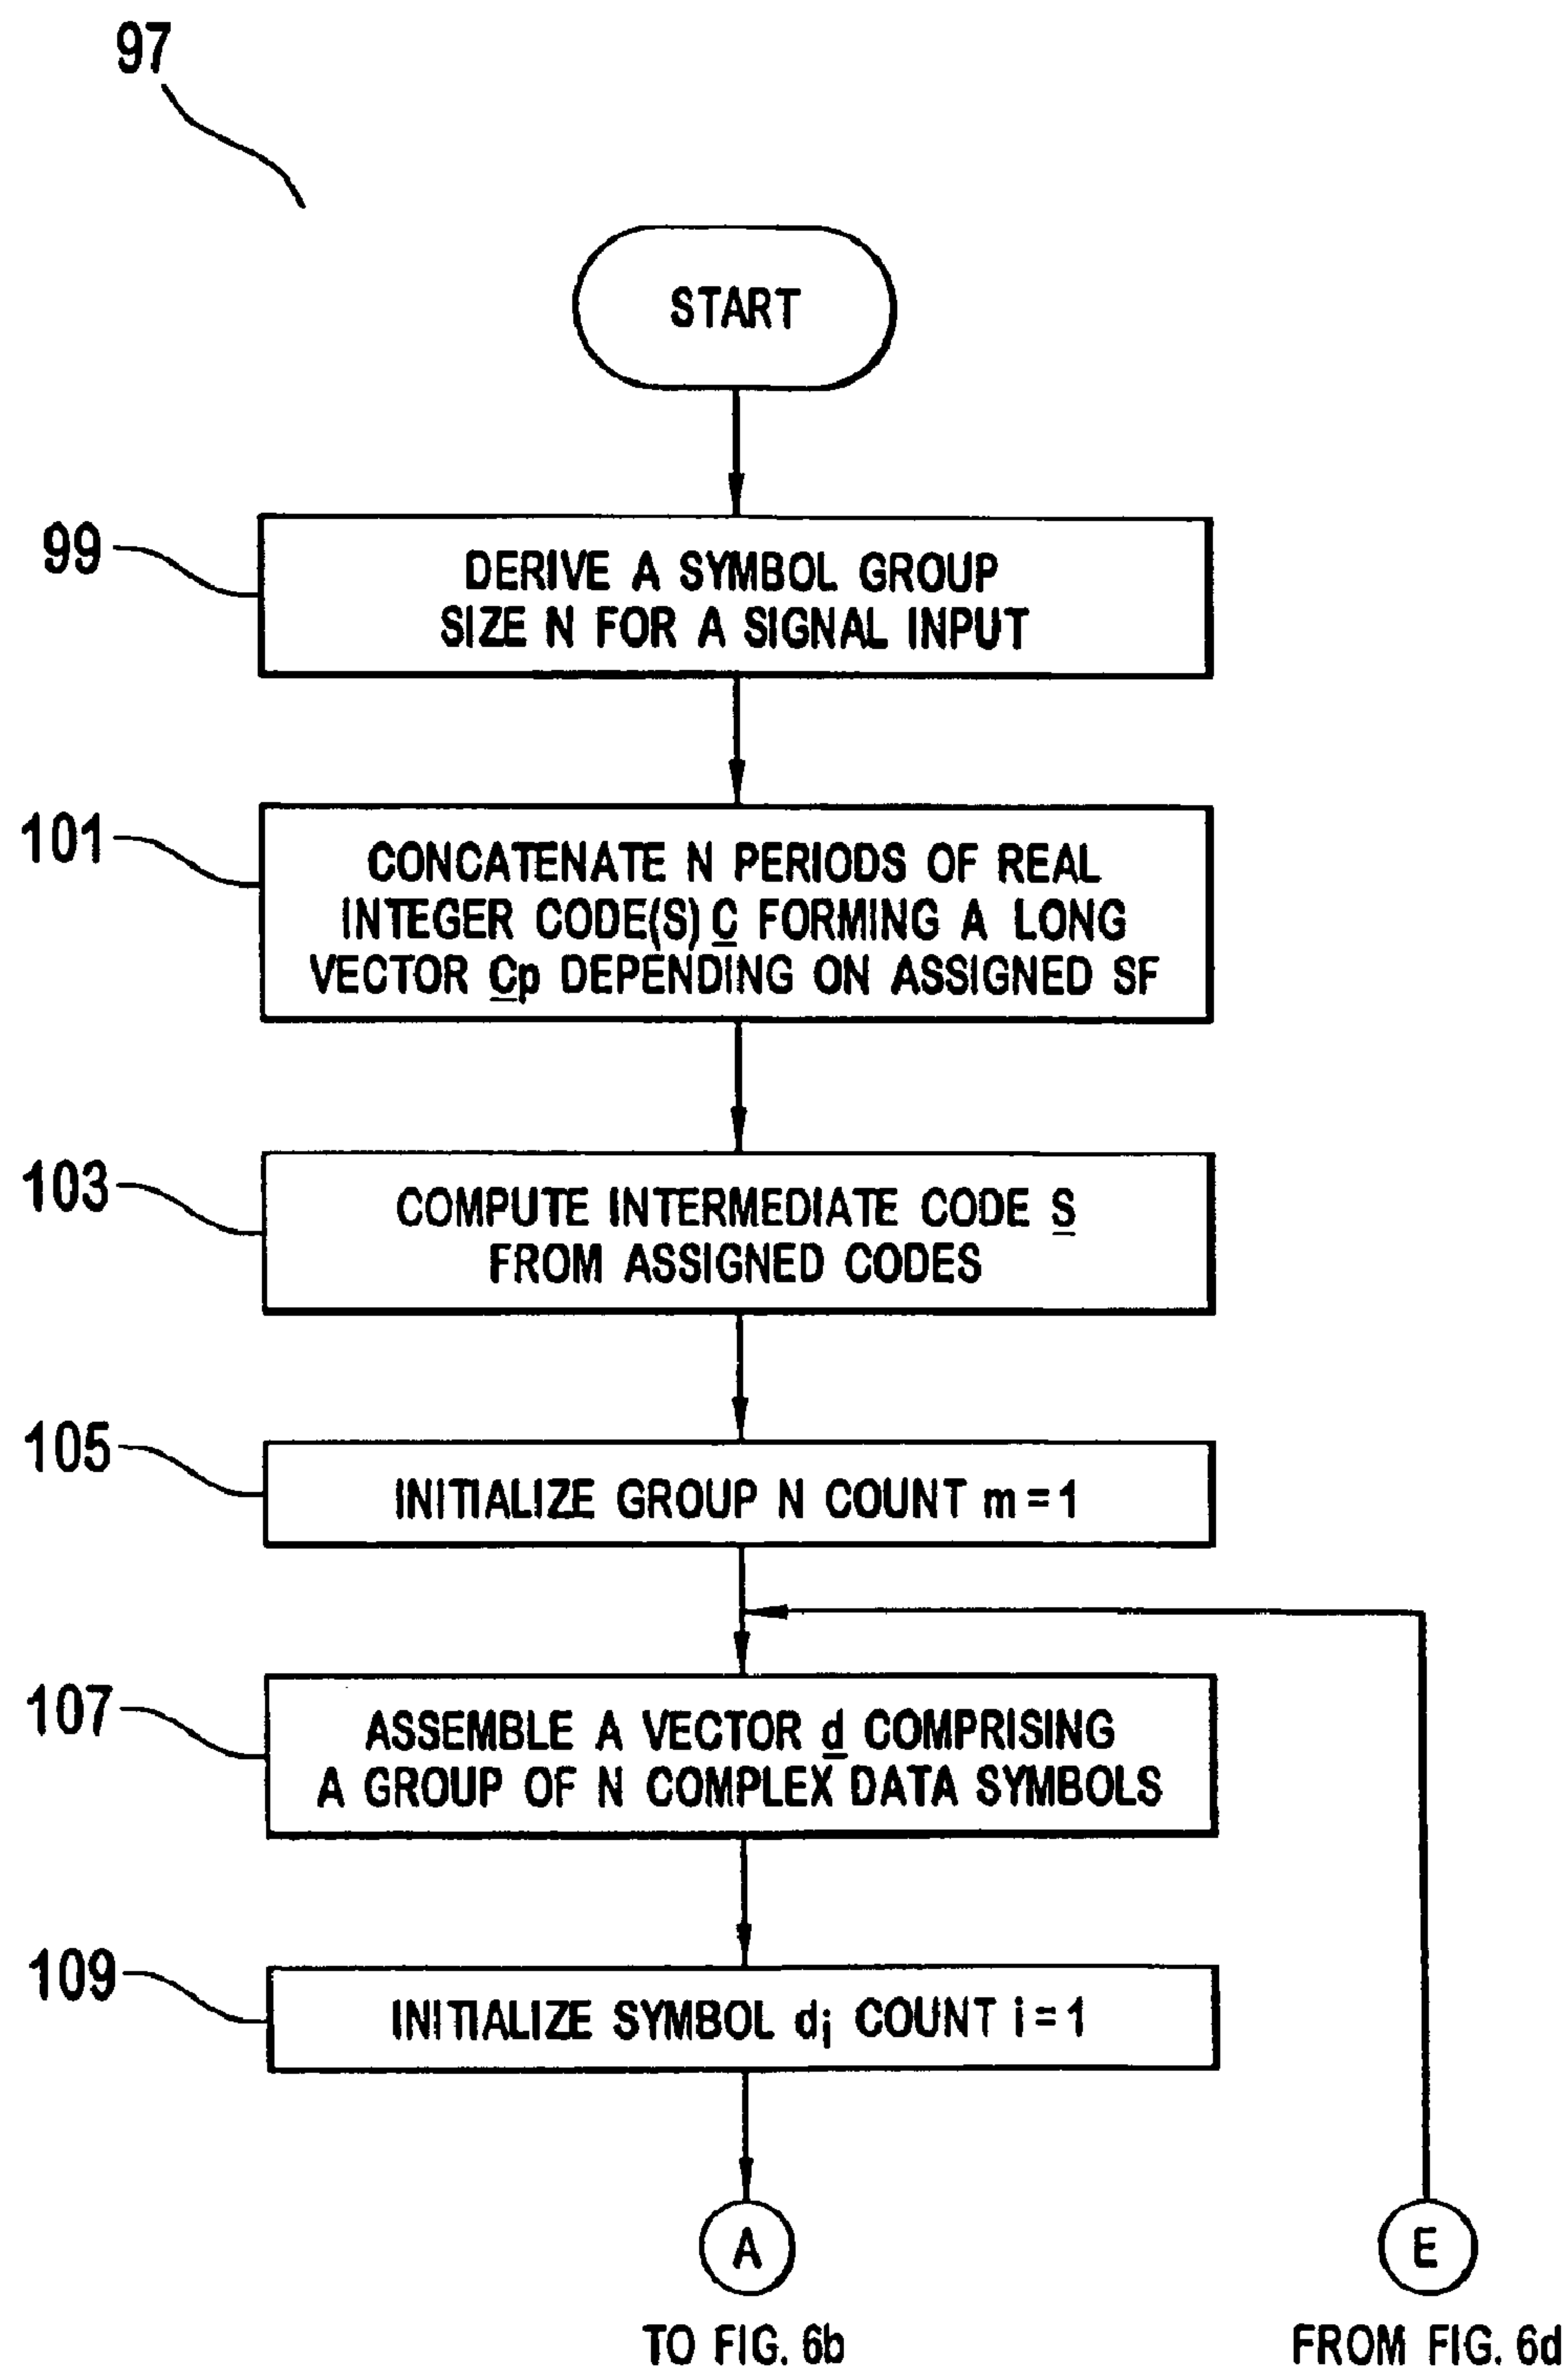 97
START
99
DERIVE A SYMBOL GROUP
SIZE N FOR A SIGNAL INPUT
101
CONCATENATE N PERIODS OF REAL
INTEGER CODE(S) C FORMING A LONG
VECTOR Cp DEPENDING ON ASSIGNED SF
103
COMPUTE INTERMEDIATE CODE S
FROM ASSIGNED CODES
105
INITIALIZE GROUP N COUNT m = 1
107
ASSEMBLE A VECTOR d COMPRISING
A GROUP OF N COMPLEX DATA SYMBOLS
109
INITIALIZE SYMBOL di COUNT i = 1
A
E
TO FIG. 6b
FROM FIG. 6d